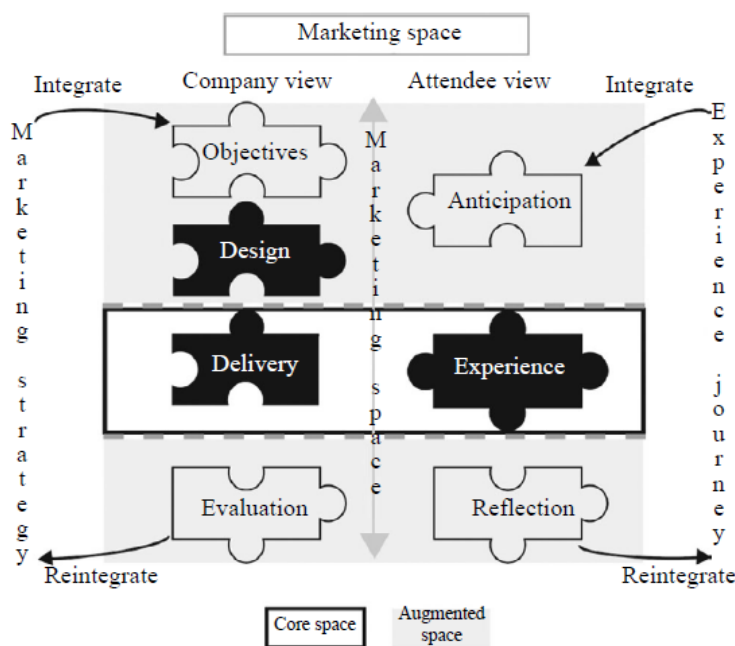 Marketing space
Integrate
Company view
Attendee view
Integrate
Marketing strategy
Objectives
Marketing space
Anticipation
Experience journey
Design
Delivery
Experience
Evaluation
Reflection
Reintegrate
Reintegrate
Core space
Augmented
space